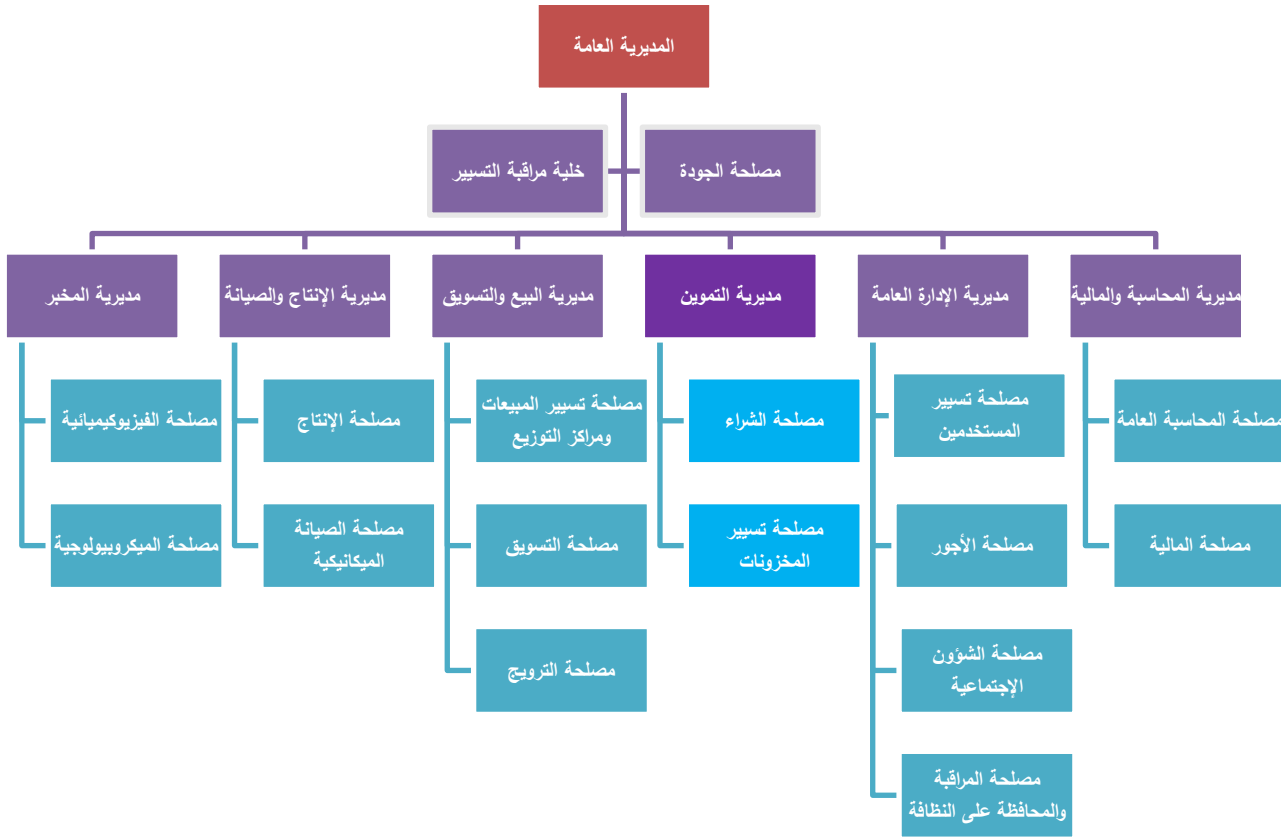 المديرية العامة
مصلحة الجودة
خلية مراقبة التسيير
مديرية المحاسبة والمالية
مديرية الإدارة العامة
مديرية التموين
مديرية البيع والتسويق
مديرية الإنتاج والصيانة
مديرية المخبر
مصلحة المحاسبة العامة
مصلحة المالية
مصلحة تسيير
المستخدمين
مصلحة الأجور
مصلحة الشؤون
الإجتماعية
مصلحة المراقبة
والمحافظة على النظافة
مصلحة الشراء
مصلحة تسيير
المخزونات
مصلحة تسيير المبيعات
ومراكز التوزيع
مصلحة التسويق
مصلحة الترويج
مصلحة الإنتاج
مصلحة الصيانة
الميكانيكية
مصلحة الفيزيوكيميائية
مصلحة الميكروبيولوجية